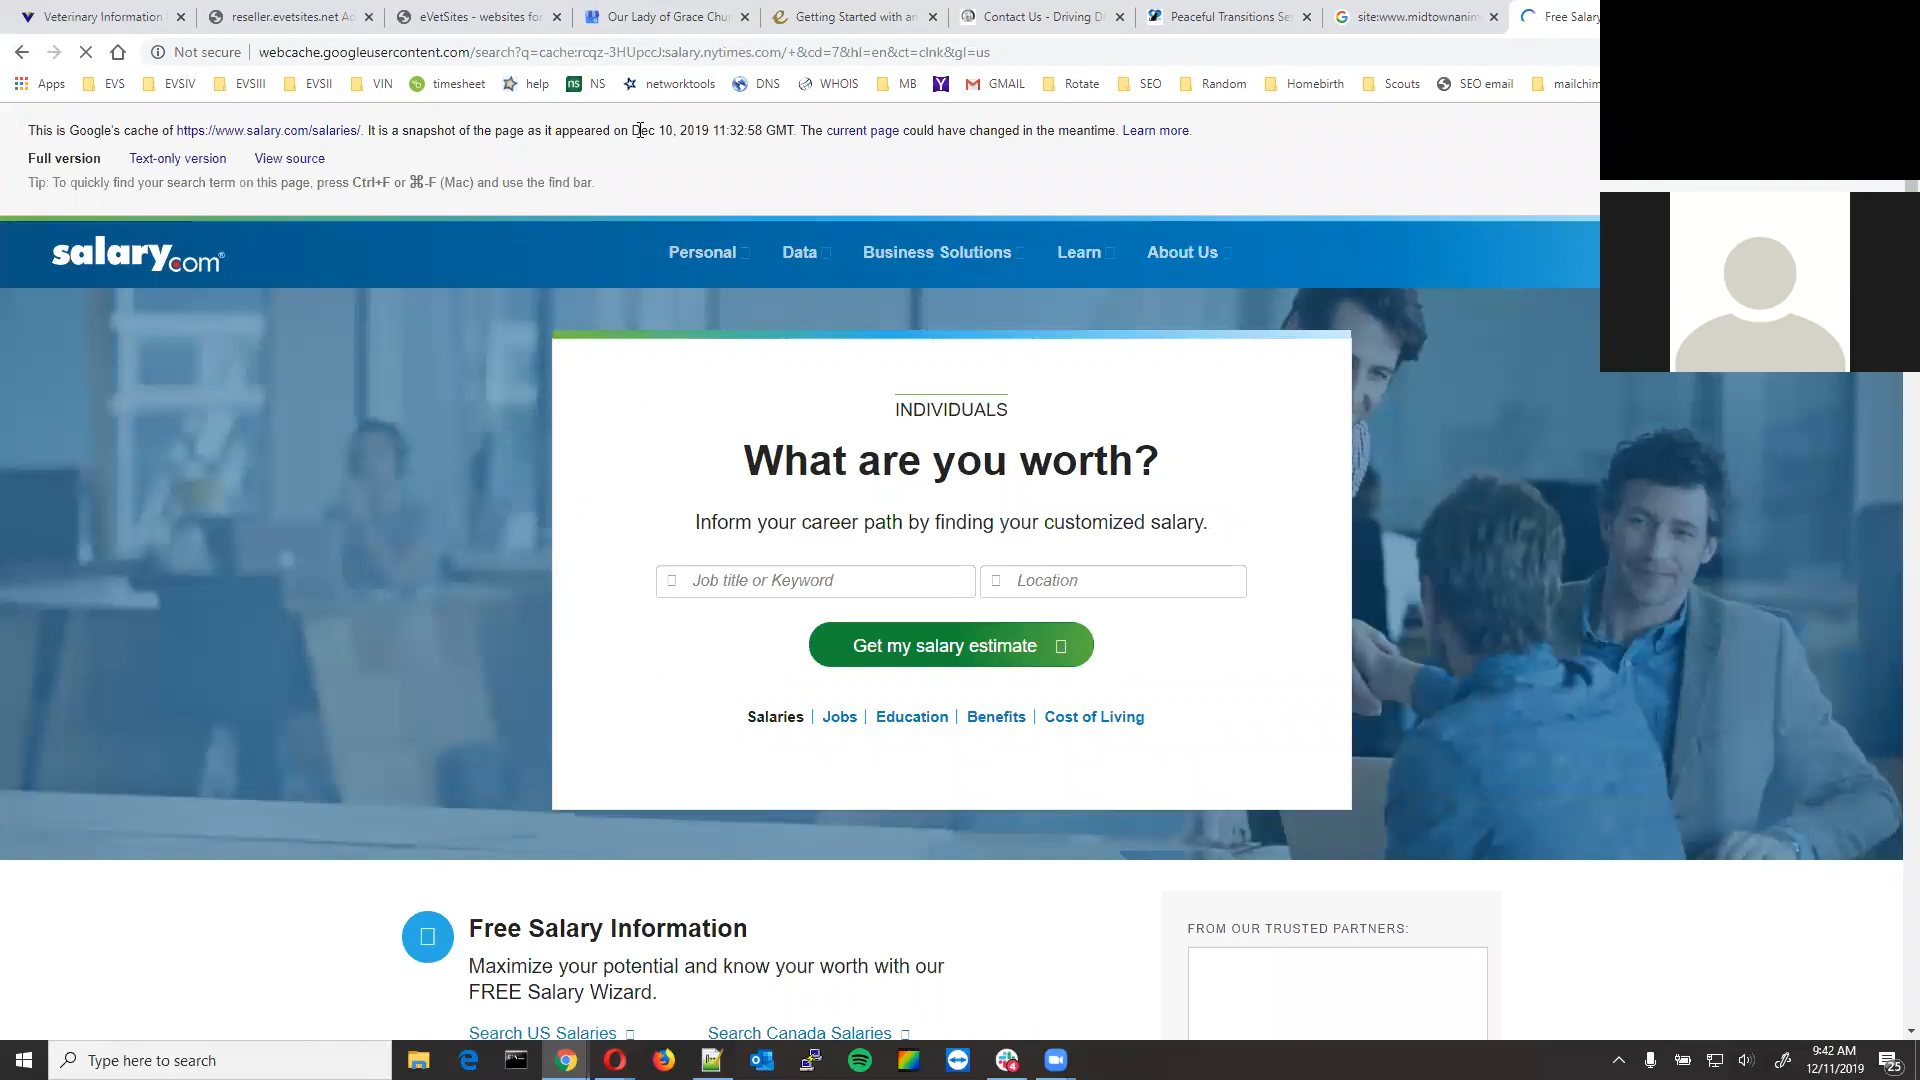 Veterinary Information
reseller.evetsites.net Ad
eVetSites - websites for
Our Lady of Grace Chur
Getting Started with an
Contact Us - Driving D
Peaceful Transitions Se
site:www.midtownanim
Free Salary
Not secure
webcache.googleusercontent.com/search?q=cache:rcqz-3HUpccJ:salary.nytimes.com/+&cd=7&hl=en&ct=clnk&gl=us
Apps EVS EVSIV EVSIII EVSII VIN timesheet help NS networktools DNS WHOIS MB GMAIL Rotate SEO Random Homebirth Scouts SEO email mailchim
This is Google's cache of https://www.salary.com/salaries/. It is a snapshot of the page as it appeared on Dec 10, 2019 11:32:58 GMT. The current page could have changed in the meantime. Learn more.
Full version Text-only version View source
Tip: To quickly find your search term on this page, press Ctrl+F or ⌘-F (Mac) and use the find bar.
salary.com®
Personal Data Business Solutions Learn About Us
INDIVIDUALS
What are you worth?
Inform your career path by finding your customized salary.
Job title or Keyword Location
Get my salary estimate
Salaries | Jobs | Education | Benefits | Cost of Living
Free Salary Information
Maximize your potential and know your worth with our
FREE Salary Wizard.
Search US Salaries Search Canada Salaries
FROM OUR TRUSTED PARTNERS:
Type here to search
9:42 AM
12/11/2019
25